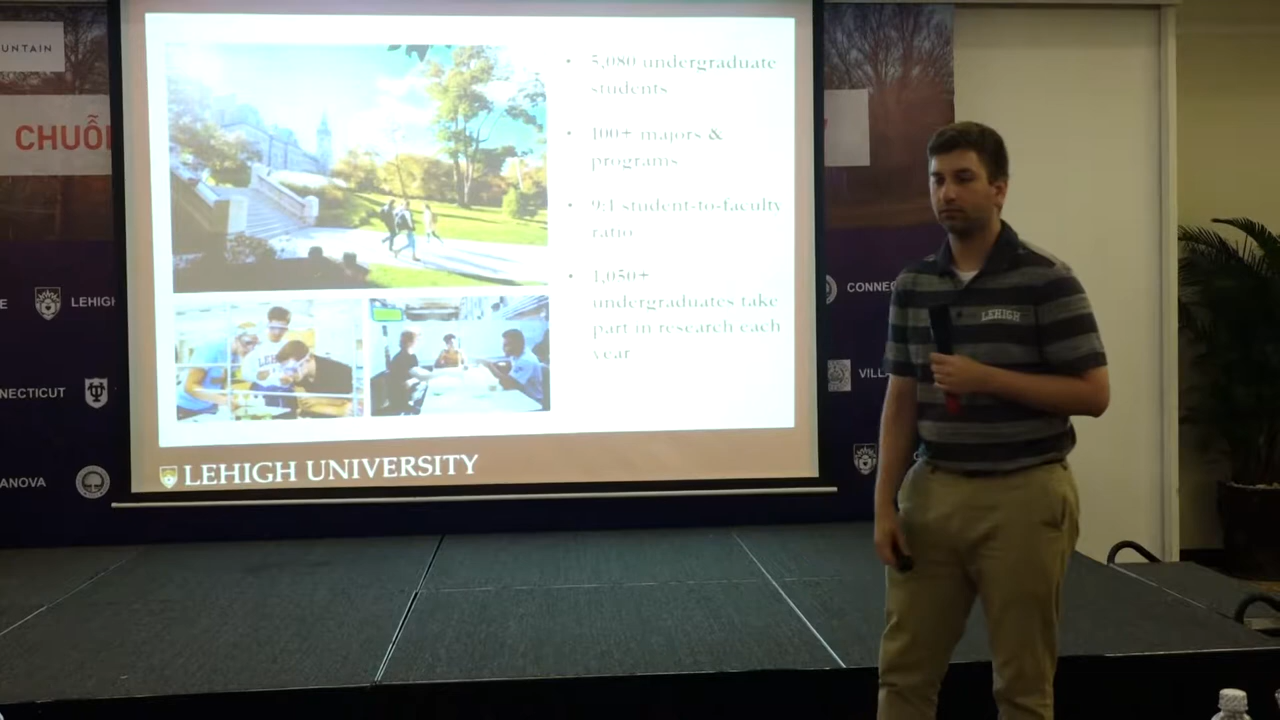 UNTAIN
CHUỖ
5,080 undergraduate
students
100+ majors &
programs
9:1 student-to-faculty
ratio
1,050+
undergraduates take
part in research each
year
LEHIGH UNIVERSITY
LEHIGH
E
LEHIGH
NECTICUT
ANOVA
CONNEC
VILL